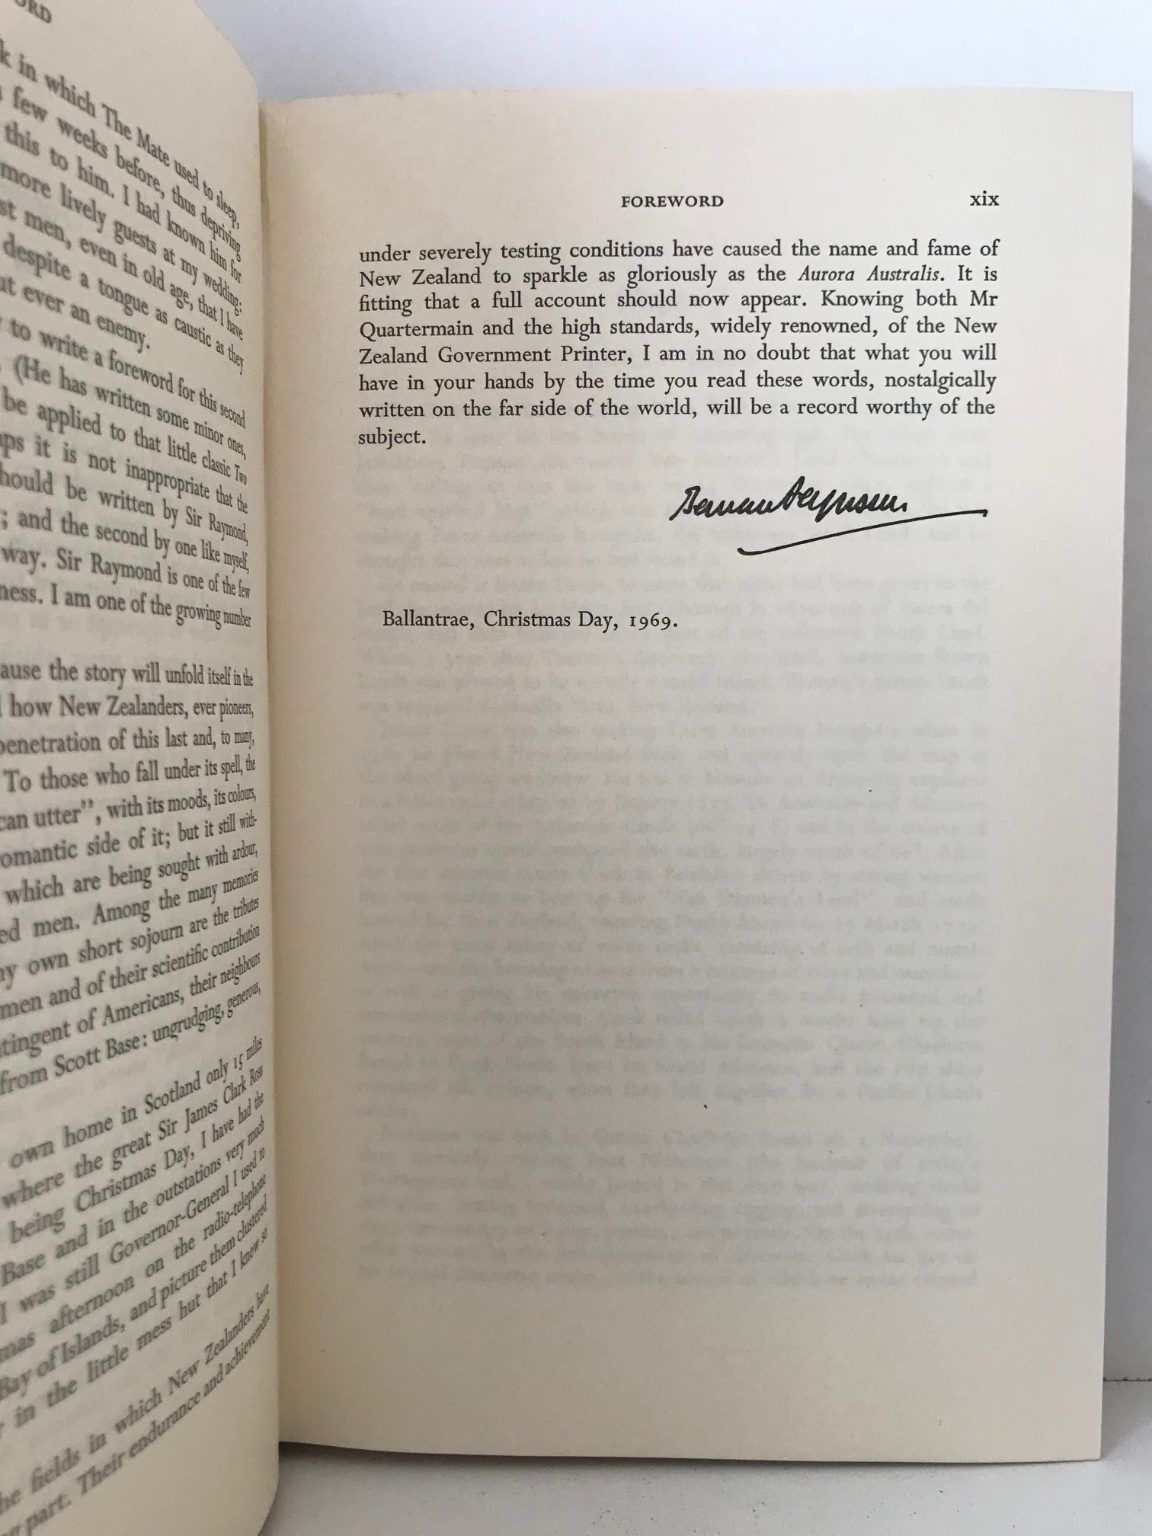 RD
k in which The Mate used to sleep,
few weeks before, thus depriving
this to him. I had known him for
more lively guests at my wedding:
st men, even in old age, that I have
despite a tongue as caustic as they
ut ever an enemy.
to write a foreword for this second
(He has written some minor ones,
be applied to that little classic Two
ps it is not inappropriate that the
hould be written by Sir Raymond,
; and the second by one like myself,
way. Sir Raymond is one of the few
ness. I am one of the growing number
ause the story will unfold itself in the
how New Zealanders, ever pioneers,
penetration of this last and, to many,
To those who fall under its spell, the
can utter", with its moods, its colours,
omantic side of it; but it still with-
which are being sought with ardour,
ed men. Among the many memories
ny own short sojourn are the tributes
men and of their scientific contribution
tingent of Americans, their neighbours
from Scott Base: ungrudging, generous,
own home in Scotland only 15 miles
where the great Sir James Clark Ross
being Christmas Day, I have had the
Base and in the outstations very much
I was still Governor-General I used to
mas afternoon on the radio-telephone
Bay of Islands, and picture them clustered
in the little mess hut that I knew so
he fields in which New Zealanders have
g part. Their endurance and achievement
FOREWORD xix
under severely testing conditions have caused the name and fame of
New Zealand to sparkle as gloriously as the Aurora Australis. It is
fitting that a full account should now appear. Knowing both Mr
Quartermain and the high standards, widely renowned, of the New
Zealand Government Printer, I am in no doubt that what you will
have in your hands by the time you read these words, nostalgically
written on the far side of the world, will be a record worthy of the
subject.
Bernard Fergusson
Ballantrae, Christmas Day, 1969.